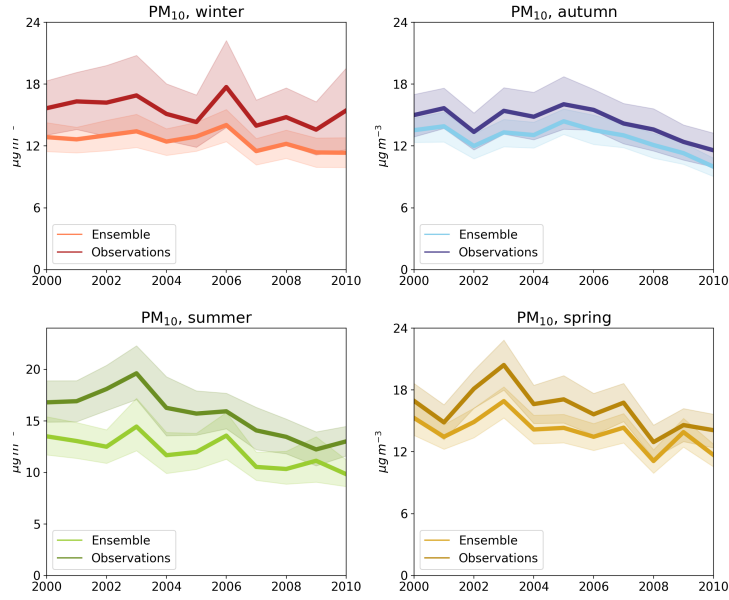 PM₁₀, winter
24
18
12
6
0
2000 2002 2004 2006 2008 2010
Ensemble
Observations
PM₁₀, autumn
24
18
12
6
0
μg m⁻³
2000 2002 2004 2006 2008 2010
Ensemble
Observations
PM₁₀, summer
20
15
10
5
0
2000 2002 2004 2006 2008 2010
Ensemble
Observations
PM₁₀, spring
24
18
12
6
0
μg m⁻³
2000 2002 2004 2006 2008 2010
Ensemble
Observations